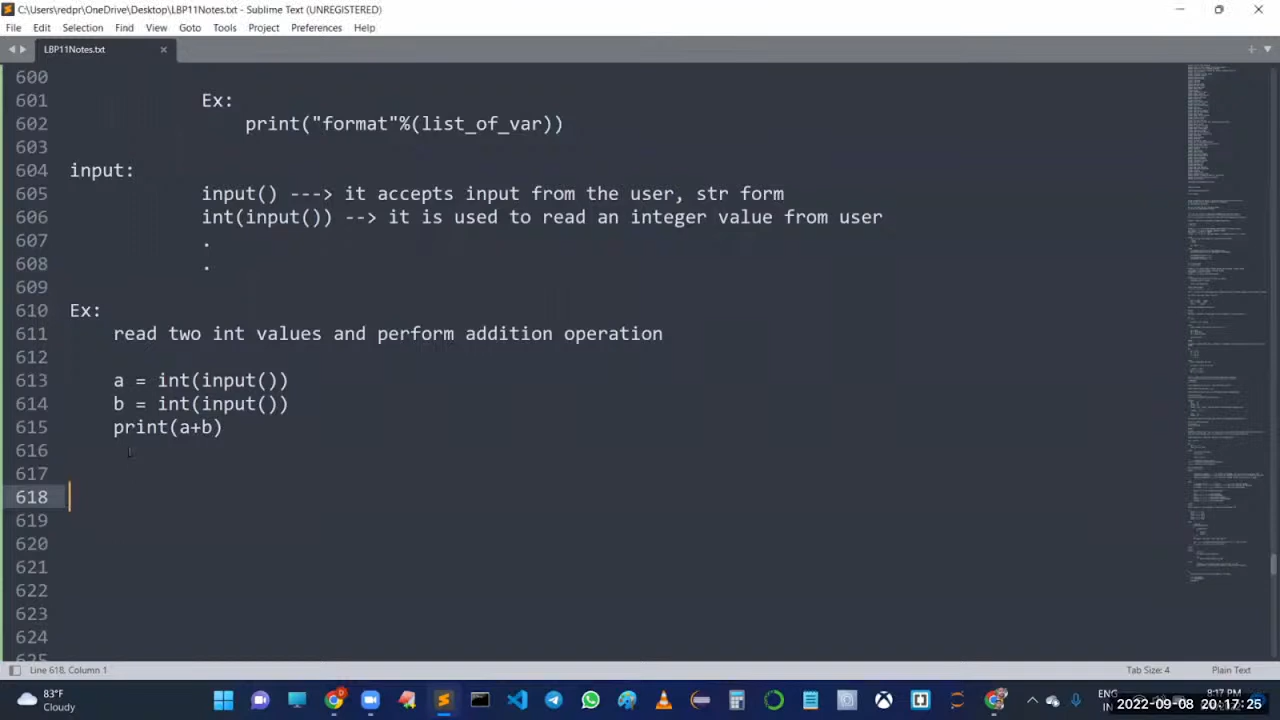 C:\Users\redpr\OneDrive\Desktop\LBP11Notes.txt - Sublime Text (UNREGISTERED)
File Edit Selection Find View Goto Tools Project Preferences Help
LBP11Notes.txt
600
601 Ex:
602 print("format"%(list_of_var))
603
604 input:
605 input() ---> it accepts input from the user, str form
606 int(input()) --> it is used to read an integer value from user
607 .
608 .
609
610 Ex:
611 read two int values and perform addition operation
612
613 a = int(input())
614 b = int(input())
615 print(a+b)
616
617
618
619
620
621
622
623
624
625
Line 618, Column 1 Tab Size: 4 Plain Text
83°F
Cloudy
ENG
IN
8:17 PM
2022-09-08 20:17:25